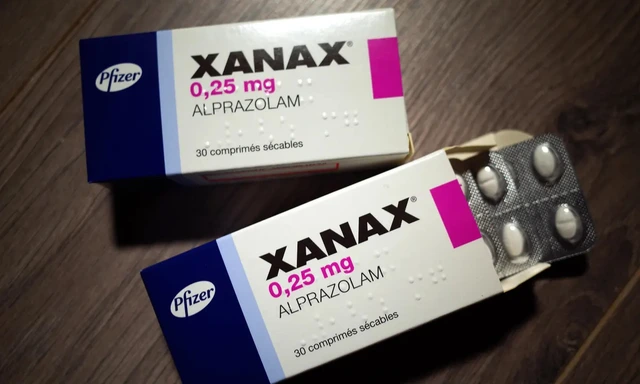 Pfizer
XANAX®
0,25 mg
ALPRAZOLAM
30 comprimés sécables
Pfizer
XANAX®
0,25 mg
ALPRAZOLAM
30 comprimés sécables